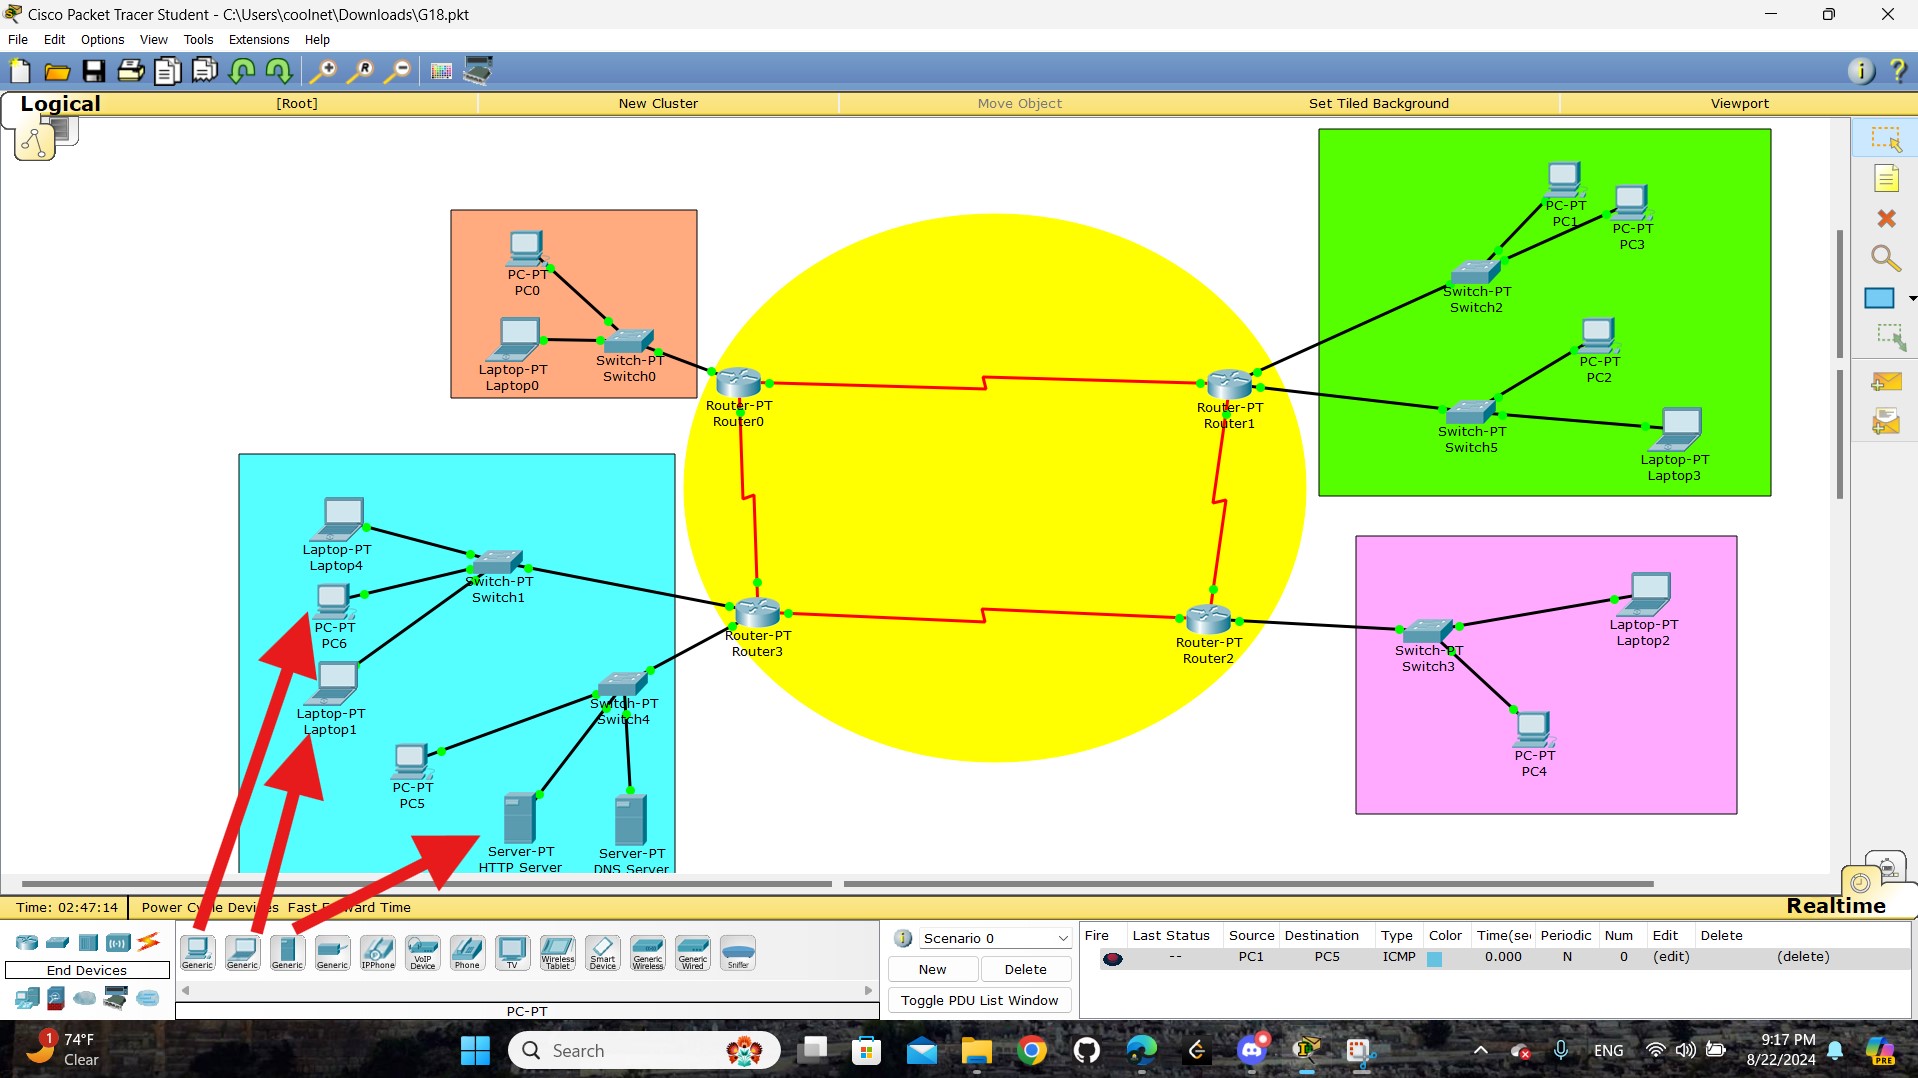 Cisco Packet Tracer Student - C:\Users\coolnet\Downloads\G18.pkt
File Edit Options View Tools Extensions Help
Logical [Root] New Cluster Move Object Set Tiled Background Viewport
PC-PT
PC0
Laptop-PT
Laptop0
Switch-PT
Switch0
Router-PT
Router0
Router-PT
Router1
PC-PT
PC1
PC-PT
PC3
Switch-PT
Switch2
PC-PT
PC2
Switch-PT
Switch5
Laptop-PT
Laptop3
Laptop-PT
Laptop4
Switch-PT
Switch1
PC-PT
PC6
Laptop-PT
Laptop1
Router-PT
Router3
Router-PT
Router2
Switch-PT
Switch4
PC-PT
PC5
Server-PT
HTTP Server
Server-PT
DNS Server
Switch-PT
Switch3
Laptop-PT
Laptop2
PC-PT
PC4
Time: 02:47:14 Power Cycle Devices Fast Forward Time Realtime
End Devices
Generic Generic Generic Generic IPPhone VoIP Device Phone TV Wireless Tablet Smart Device Generic Wireless Generic Wired Sniffer
PC-PT
Scenario 0
New Delete
Toggle PDU List Window
Fire Last Status Source Destination Type Color Time(sec Periodic Num Edit Delete
-- PC1 PC5 ICMP 0.000 N 0 (edit) (delete)
1
74°F
Clear
Search
ENG
9:17 PM
8/22/2024
PRE